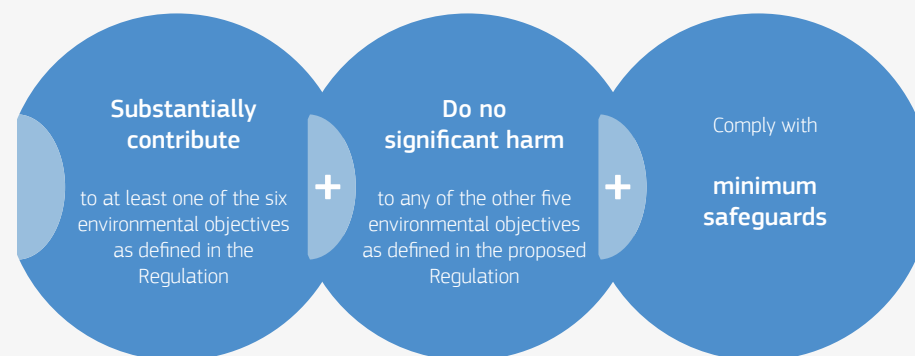 Substantially
contribute
to at least one of the six
environmental objectives
as defined in the
Regulation
+
Do no
significant harm
to any of the other five
environmental objectives
as defined in the proposed
Regulation
+
Comply with
minimum
safeguards